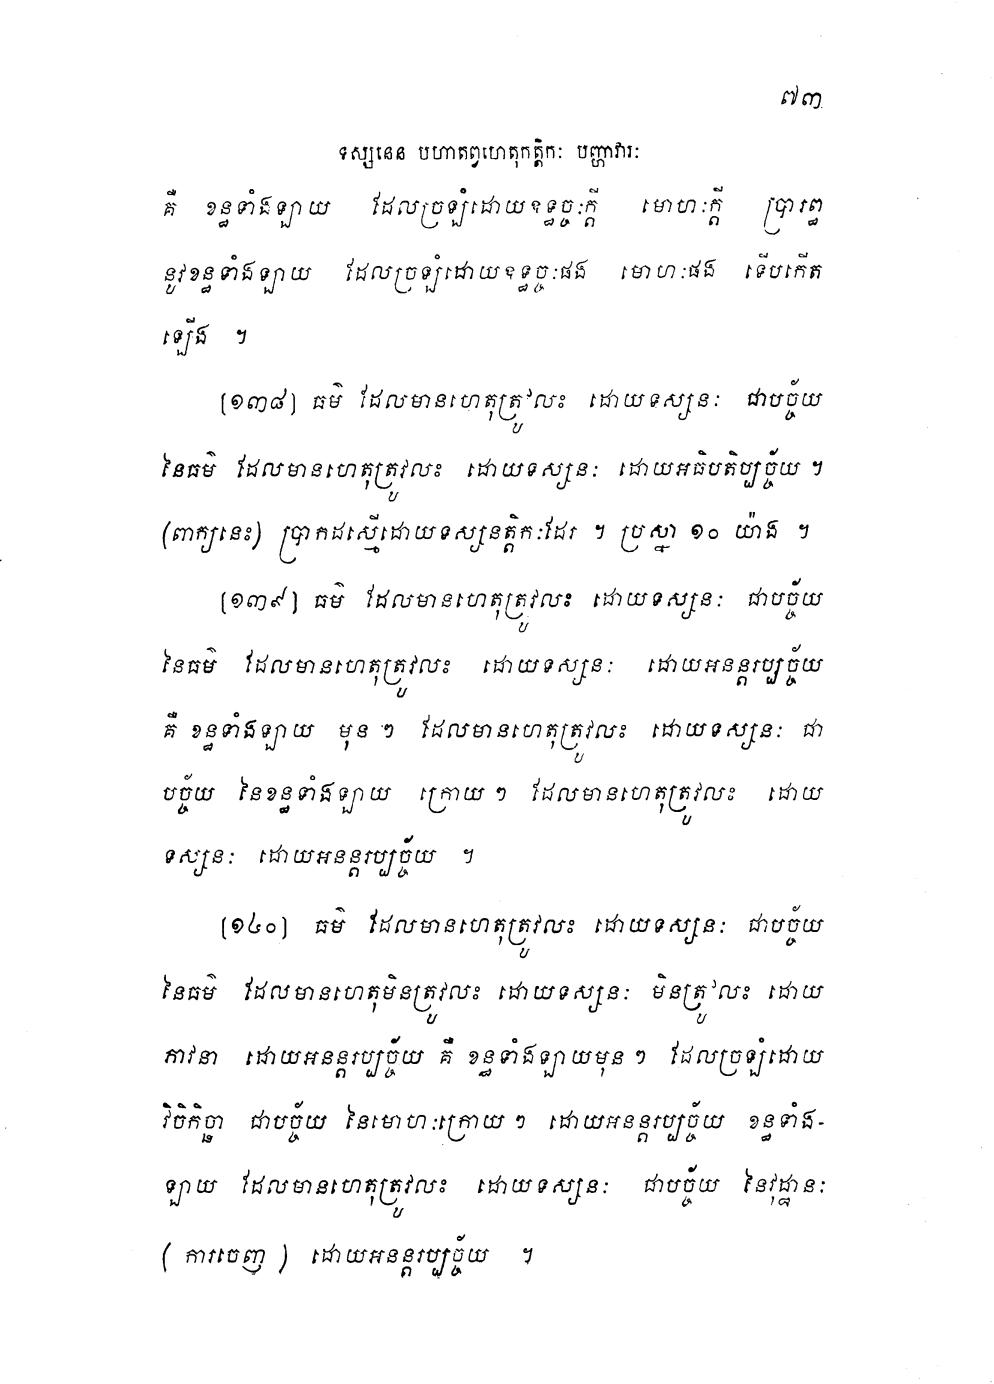 ៧៣
ទស្សនេន បហាតព្វហេតុកត្តិកៈ បញ្ហាវារៈ
គឺ ខន្ធទាំងឡាយ ដែលច្រឡំដោយឧទ្ធច្ចៈក្តី មោហៈក្តី ប្រារព្ធ
នូវខន្ធទាំងឡាយ ដែលច្រឡំដោយឧទ្ធច្ចៈផង មោហៈផង ទើបកើត
ឡើង ។
[១៣៨] ធម៌ ដែលមានហេតុត្រូវលះ ដោយទស្សនៈ ជាបច្ច័យ
នៃធម៌ ដែលមានហេតុត្រូវលះ ដោយទស្សនៈ ដោយអធិបតិប្បច្ច័យ ។
(ពាក្យនេះ) ប្រាកដស្មើដោយទស្សនត្តិកៈដែរ ។ ប្រស្នា ១០ យ៉ាង ។
[១៣៩] ធម៌ ដែលមានហេតុត្រូវលះ ដោយទស្សនៈ ជាបច្ច័យ
នៃធម៌ ដែលមានហេតុត្រូវលះ ដោយទស្សនៈ ដោយអនន្តរប្បច្ច័យ
គឺ ខន្ធទាំងឡាយ មុន ៗ ដែលមានហេតុត្រូវលះ ដោយទស្សនៈ ជា
បច្ច័យ នៃខន្ធទាំងឡាយ ក្រោយ ៗ ដែលមានហេតុត្រូវលះ ដោយ
ទស្សនៈ ដោយអនន្តរប្បច្ច័យ ។
[១៤០] ធម៌ ដែលមានហេតុត្រូវលះ ដោយទស្សនៈ ជាបច្ច័យ
នៃធម៌ ដែលមានហេតុមិនត្រូវលះ ដោយទស្សនៈ មិនត្រូវលះ ដោយ
ភាវនា ដោយអនន្តរប្បច្ច័យ គឺ ខន្ធទាំងឡាយមុន ៗ ដែលច្រឡំដោយ
វិចិកិច្ឆា ជាបច្ច័យ នៃមោហៈក្រោយ ៗ ដោយអនន្តរប្បច្ច័យ ខន្ធទាំង-
ឡាយ ដែលមានហេតុត្រូវលះ ដោយទស្សនៈ ជាបច្ច័យ នៃវុដ្ឋានៈ
( ការចេញ ) ដោយអនន្តរប្បច្ច័យ ។